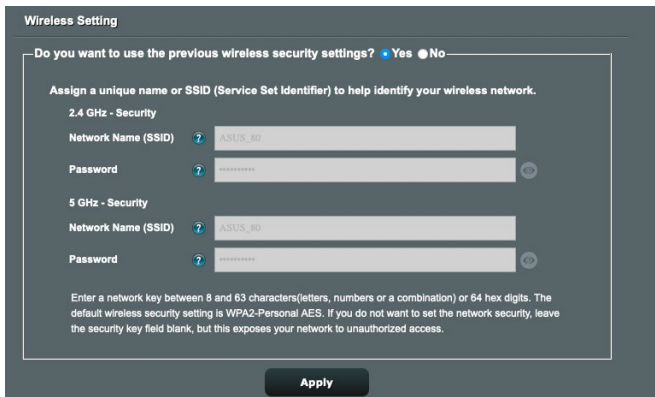 Wireless Setting
Do you want to use the previous wireless security settings? Yes No
Assign a unique name or SSID (Service Set Identifier) to help identify your wireless network.
2.4 GHz - Security
Network Name (SSID) ? ASUS_80
Password ? ••••••••••
5 GHz - Security
Network Name (SSID) ? ASUS_80
Password ? ••••••••••
Enter a network key between 8 and 63 characters(letters, numbers or a combination) or 64 hex digits. The
default wireless security setting is WPA2-Personal AES. If you do not want to set the network security, leave
the security key field blank, but this exposes your network to unauthorized access.
Apply